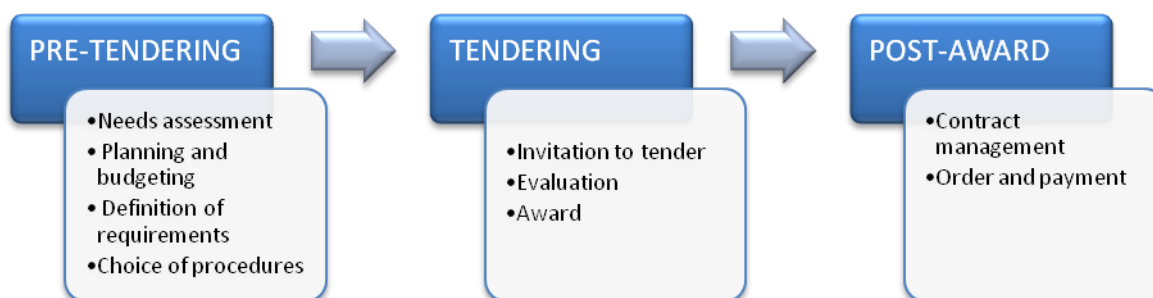 PRE-TENDERING
•Needs assessment
• Planning and
budgeting
• Definition of
requirements
•Choice of procedures
TENDERING
•Invitation to tender
•Evaluation
•Award
POST-AWARD
•Contract
management
•Order and payment